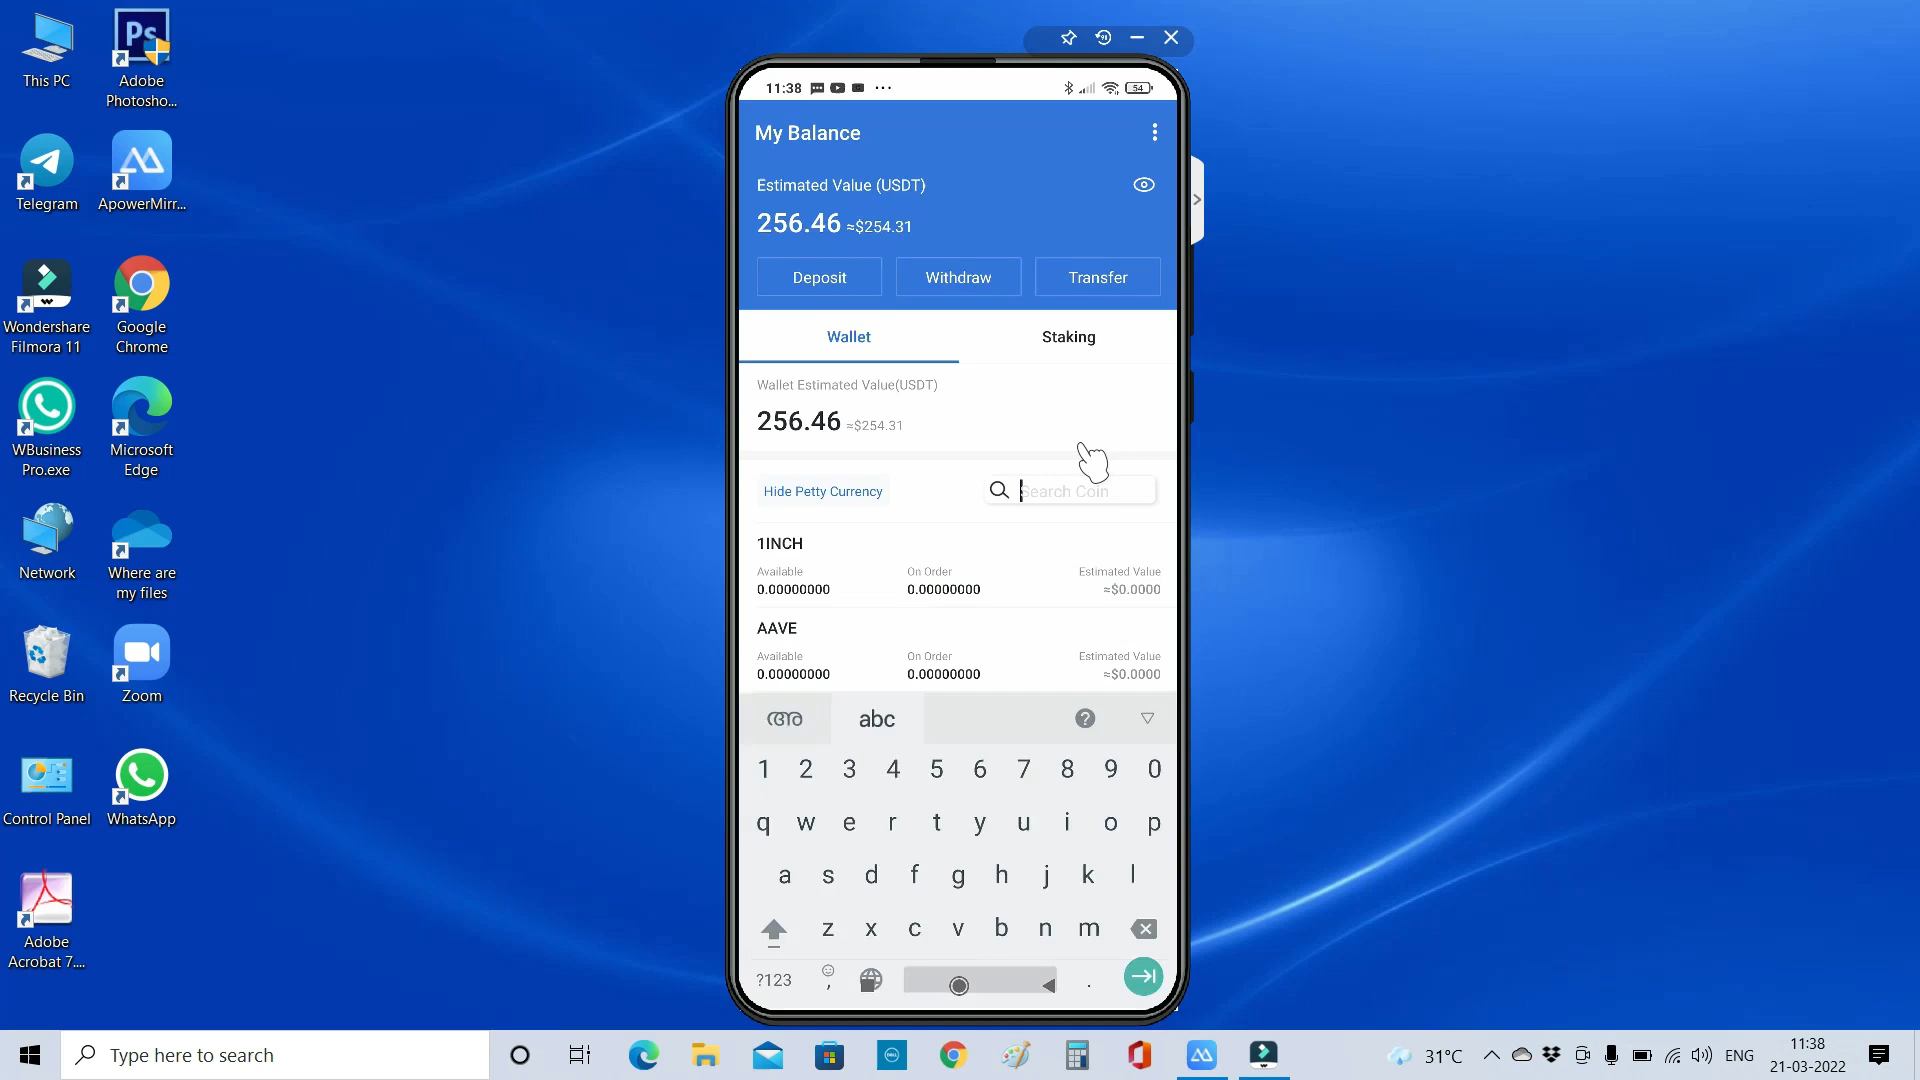 This PC
Adobe
Photosho...
Telegram
ApowerMirr...
Wondershare
Filmora 11
Google
Chrome
WBusiness
Pro.exe
Microsoft
Edge
Network
Where are
my files
Recycle Bin
Zoom
Control Panel
WhatsApp
Adobe
Acrobat 7....
Ps
11:38
54
My Balance
Estimated Value (USDT)
256.46 ≈$254.31
Deposit
Withdraw
Transfer
Wallet
Staking
Wallet Estimated Value(USDT)
256.46 ≈$254.31
Hide Petty Currency
Search Coin
1INCH
Available
On Order
Estimated Value
0.00000000
0.00000000
≈$0.0000
AAVE
Available
On Order
Estimated Value
0.00000000
0.00000000
≈$0.0000
abc
1 2 3 4 5 6 7 8 9 0
q w e r t y u i o p
a s d f g h j k l
z x c v b n m
?123 , .
Type here to search
31°C
ENG
11:38
21-03-2022